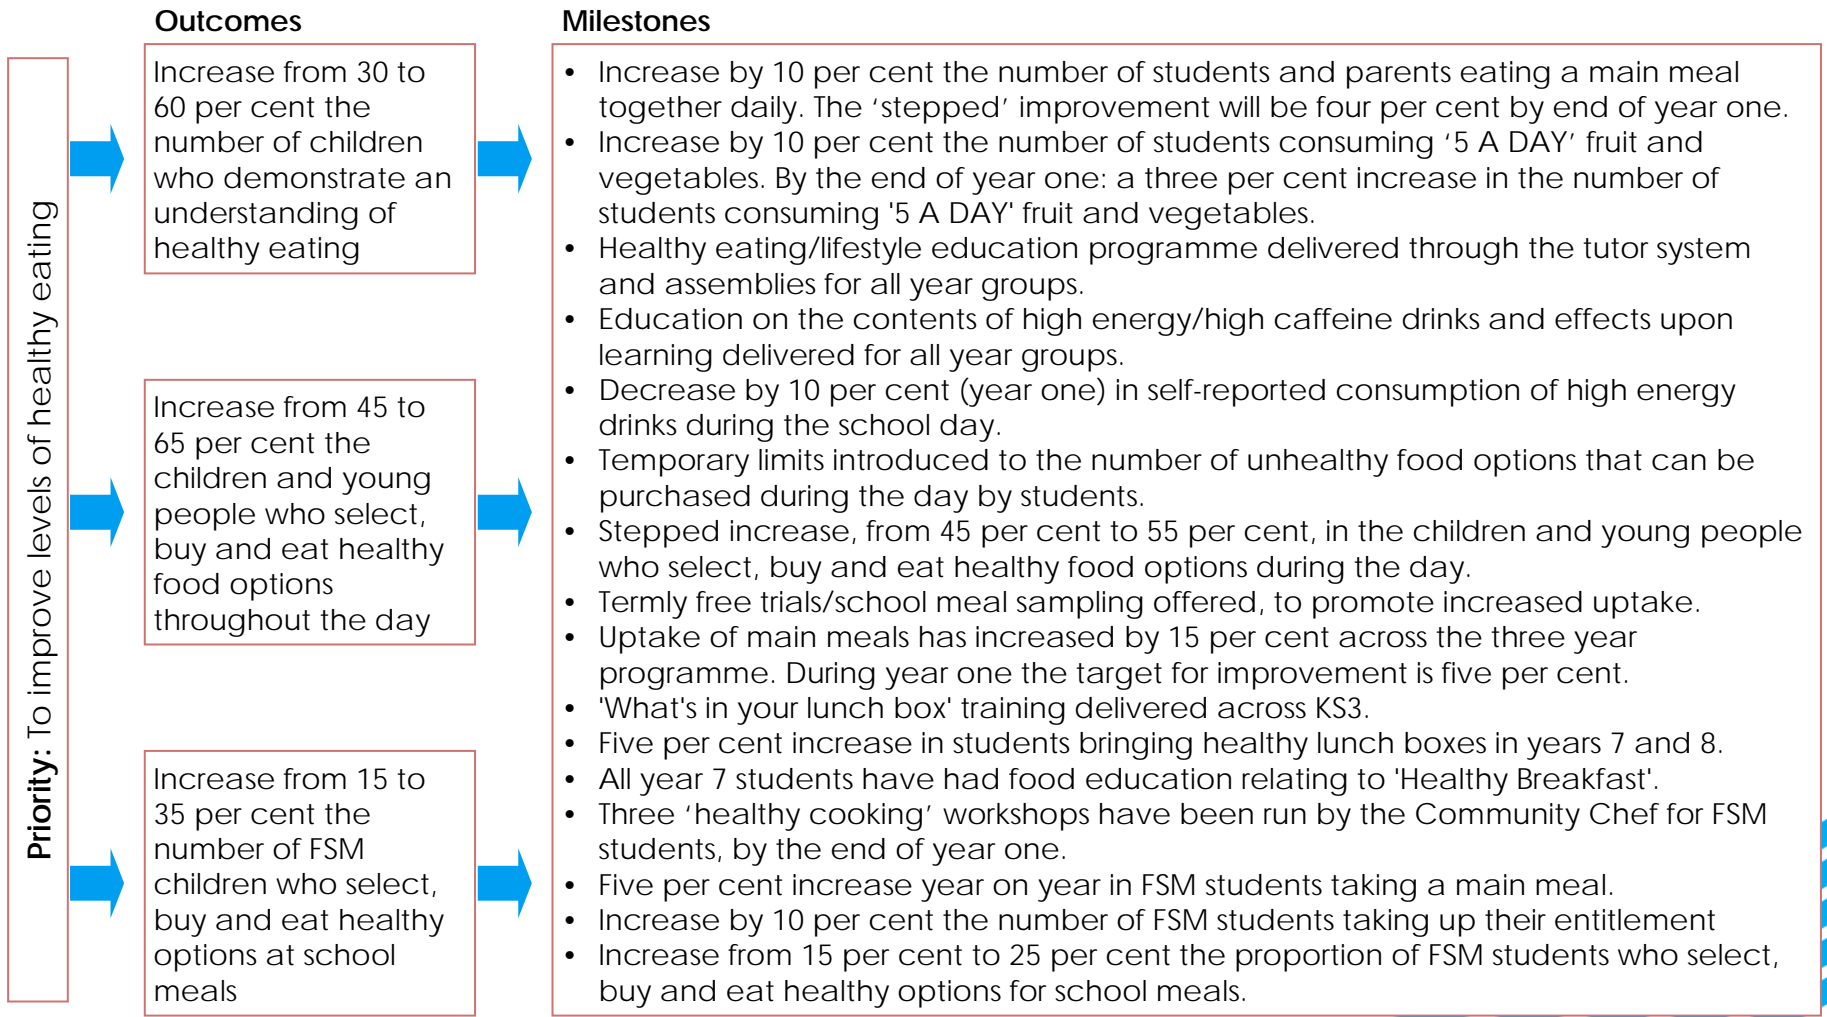 Outcomes
Milestones
Priority: To improve levels of healthy eating
Increase from 30 to
60 per cent the
number of children
who demonstrate an
understanding of
healthy eating
Increase from 45 to
65 per cent the
children and young
people who select,
buy and eat healthy
food options
throughout the day
Increase from 15 to
35 per cent the
number of FSM
children who select,
buy and eat healthy
options at school
meals
• Increase by 10 per cent the number of students and parents eating a main meal
together daily. The ‘stepped’ improvement will be four per cent by end of year one.
• Increase by 10 per cent the number of students consuming ‘5 A DAY’ fruit and
vegetables. By the end of year one: a three per cent increase in the number of
students consuming '5 A DAY' fruit and vegetables.
• Healthy eating/lifestyle education programme delivered through the tutor system
and assemblies for all year groups.
• Education on the contents of high energy/high caffeine drinks and effects upon
learning delivered for all year groups.
• Decrease by 10 per cent (year one) in self-reported consumption of high energy
drinks during the school day.
• Temporary limits introduced to the number of unhealthy food options that can be
purchased during the day by students.
• Stepped increase, from 45 per cent to 55 per cent, in the children and young people
who select, buy and eat healthy food options during the day.
• Termly free trials/school meal sampling offered, to promote increased uptake.
• Uptake of main meals has increased by 15 per cent across the three year
programme. During year one the target for improvement is five per cent.
• 'What's in your lunch box' training delivered across KS3.
• Five per cent increase in students bringing healthy lunch boxes in years 7 and 8.
• All year 7 students have had food education relating to 'Healthy Breakfast'.
• Three ‘healthy cooking’ workshops have been run by the Community Chef for FSM
students, by the end of year one.
• Five per cent increase year on year in FSM students taking a main meal.
• Increase by 10 per cent the number of FSM students taking up their entitlement
• Increase from 15 per cent to 25 per cent the proportion of FSM students who select,
buy and eat healthy options for school meals.